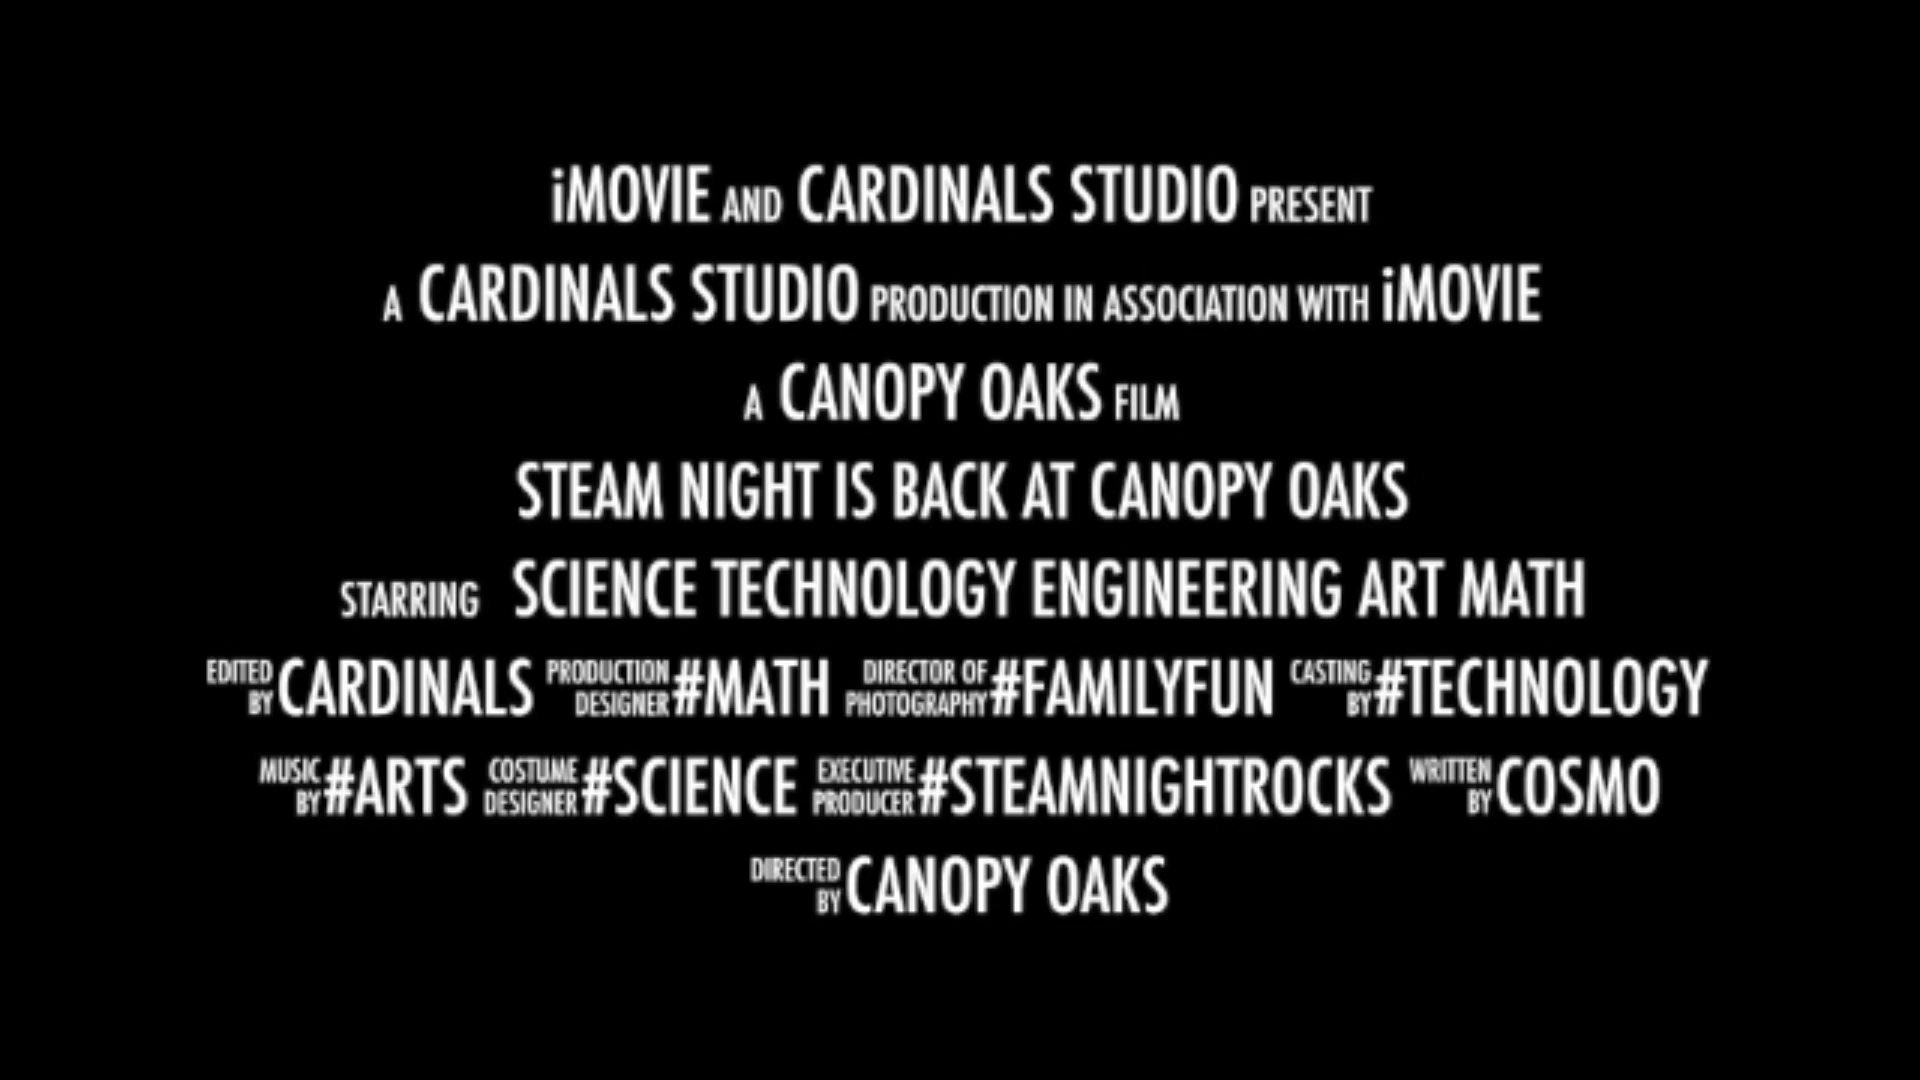 iMOVIE AND CARDINALS STUDIO PRESENT
A CARDINALS STUDIO PRODUCTION IN ASSOCIATION WITH iMOVIE
A CANOPY OAKS FILM
STEAM NIGHT IS BACK AT CANOPY OAKS
STARRING SCIENCE TECHNOLOGY ENGINEERING ART MATH
EDITED BY CARDINALS PRODUCTION DESIGNER #MATH DIRECTOR OF PHOTOGRAPHY #FAMILYFUN CASTING BY #TECHNOLOGY
MUSIC BY #ARTS COSTUME DESIGNER #SCIENCE EXECUTIVE PRODUCER #STEAMNIGHTROCKS WRITTEN BY COSMO
DIRECTED BY CANOPY OAKS